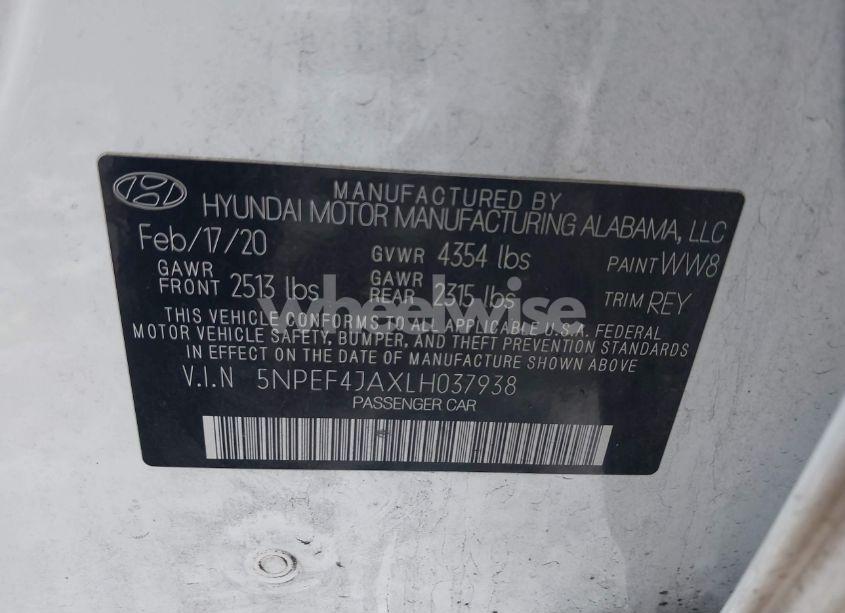 MANUFACTURED BY
HYUNDAI MOTOR MANUFACTURING ALABAMA, LLC
Feb/17/20 GVWR 4354 lbs PAINT WW8
GAWR FRONT 2513 lbs GAWR REAR 2315 lbs TRIM REY
THIS VEHICLE CONFORMS TO ALL APPLICABLE U.S.A. FEDERAL
MOTOR VEHICLE SAFETY, BUMPER, AND THEFT PREVENTION STANDARDS
IN EFFECT ON THE DATE OF MANUFACTURE SHOWN ABOVE
V.I.N 5NPEF4JAXLH037938
PASSENGER CAR
wheelwise